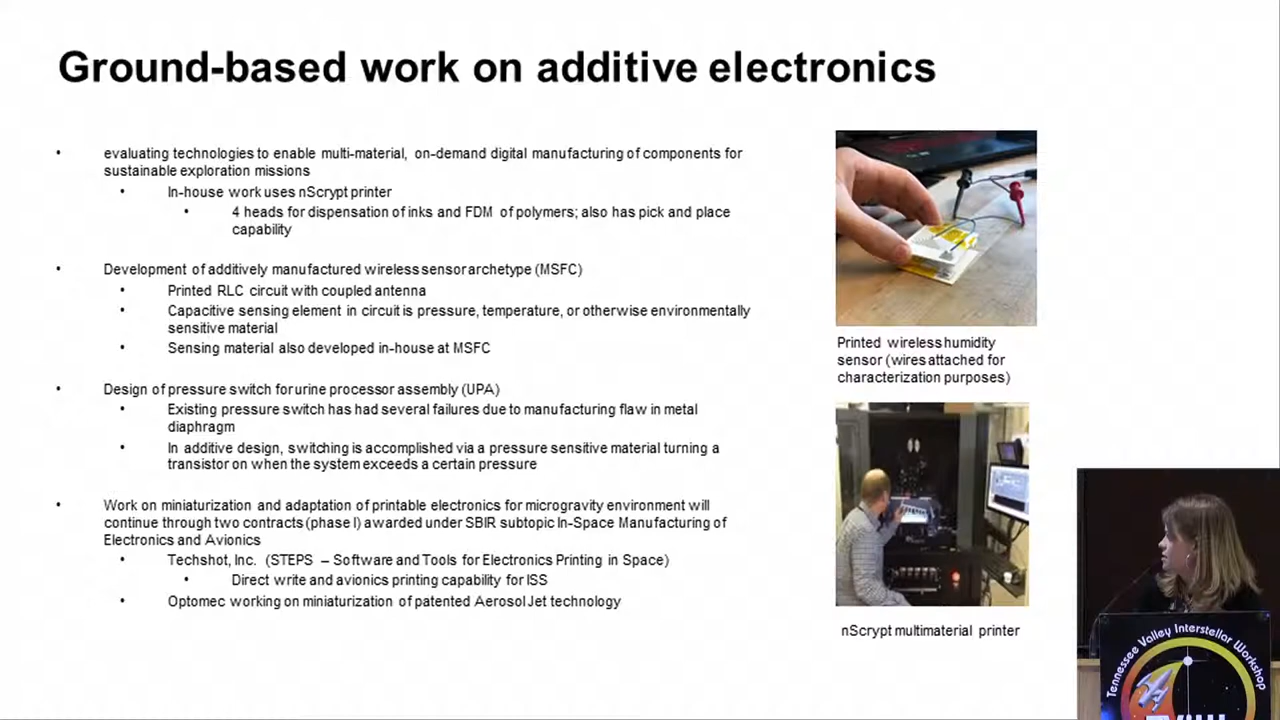 Ground-based work on additive electronics
• evaluating technologies to enable multi-material, on-demand digital manufacturing of components for
sustainable exploration missions
• In-house work uses nScrypt printer
• 4 heads for dispensation of inks and FDM of polymers; also has pick and place
capability
• Development of additively manufactured wireless sensor archetype (MSFC)
• Printed RLC circuit with coupled antenna
• Capacitive sensing element in circuit is pressure, temperature, or otherwise environmentally
sensitive material
• Sensing material also developed in-house at MSFC
• Design of pressure switch for urine processor assembly (UPA)
• Existing pressure switch has had several failures due to manufacturing flaw in metal
diaphragm
• In additive design, switching is accomplished via a pressure sensitive material turning a
transistor on when the system exceeds a certain pressure
• Work on miniaturization and adaptation of printable electronics for microgravity environment will
continue through two contracts (phase I) awarded under SBIR subtopic In-Space Manufacturing of
Electronics and Avionics
• Techshot, Inc. (STEPS – Software and Tools for Electronics Printing in Space)
• Direct write and avionics printing capability for ISS
• Optomec working on miniaturization of patented Aerosol Jet technology
Printed wireless humidity
sensor (wires attached for
characterization purposes)
nScrypt multimaterial printer
Tennessee Valley Interstellar Workshop